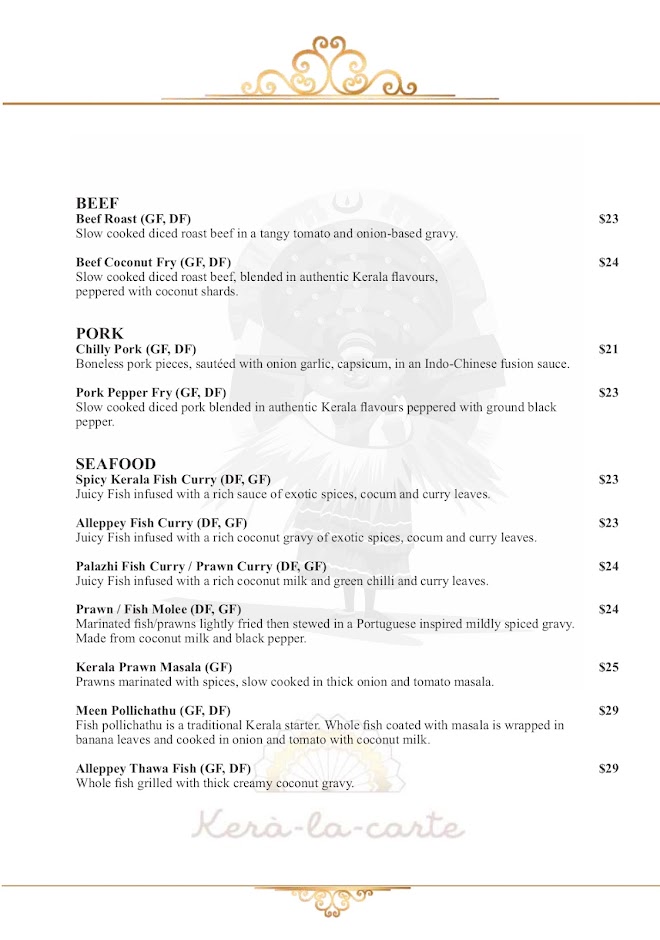 BEEF
Beef Roast (GF, DF) $23
Slow cooked diced roast beef in a tangy tomato and onion-based gravy.
Beef Coconut Fry (GF, DF) $24
Slow cooked diced roast beef, blended in authentic Kerala flavours,
peppered with coconut shards.
PORK
Chilly Pork (GF, DF) $21
Boneless pork pieces, sautéed with onion garlic, capsicum, in an Indo-Chinese fusion sauce.
Pork Pepper Fry (GF, DF) $23
Slow cooked diced pork blended in authentic Kerala flavours peppered with ground black
pepper.
SEAFOOD
Spicy Kerala Fish Curry (DF, GF) $23
Juicy Fish infused with a rich sauce of exotic spices, cocum and curry leaves.
Alleppey Fish Curry (DF, GF) $23
Juicy Fish infused with a rich coconut gravy of exotic spices, cocum and curry leaves.
Palazhi Fish Curry / Prawn Curry (DF, GF) $24
Juicy Fish infused with a rich coconut milk and green chilli and curry leaves.
Prawn / Fish Molee (DF, GF) $24
Marinated fish/prawns lightly fried then stewed in a Portuguese inspired mildly spiced gravy.
Made from coconut milk and black pepper.
Kerala Prawn Masala (GF) $25
Prawns marinated with spices, slow cooked in thick onion and tomato masala.
Meen Pollichathu (GF, DF) $29
Fish pollichathu is a traditional Kerala starter. Whole fish coated with masala is wrapped in
banana leaves and cooked in onion and tomato with coconut milk.
Alleppey Thawa Fish (GF, DF) $29
Whole fish grilled with thick creamy coconut gravy.
Kerà-la-carte